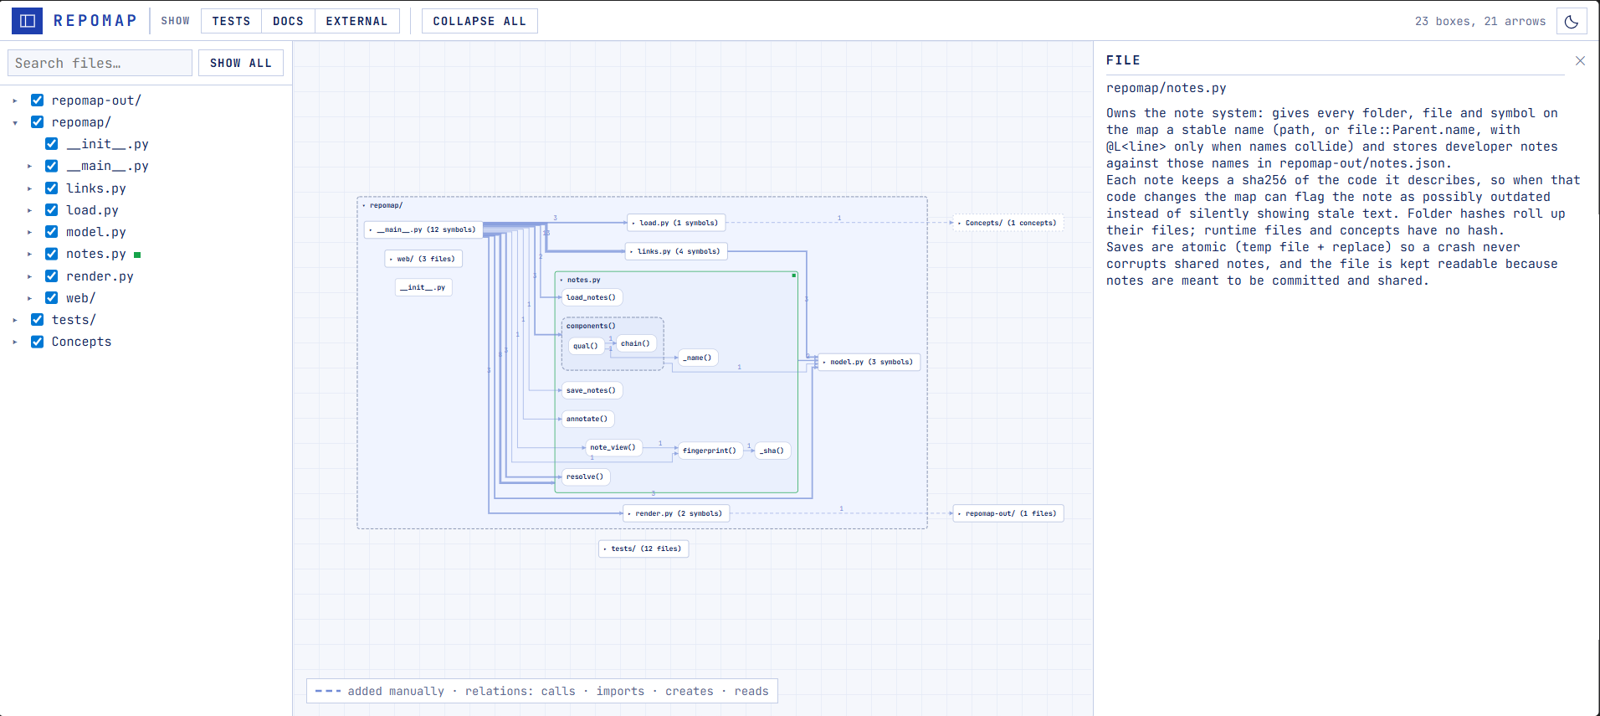 REPOMAP
SHOW
TESTS
DOCS
EXTERNAL
COLLAPSE ALL
23 boxes, 21 arrows
Search files…
SHOW ALL
repomap-out/
repomap/
__init__.py
__main__.py
links.py
load.py
model.py
notes.py
render.py
web/
tests/
Concepts
repomap/
__main__.py (12 symbols)
web/ (3 files)
__init__.py
load.py (1 symbols)
links.py (4 symbols)
Concepts/ (1 concepts)
notes.py
load_notes()
components()
qual()
chain()
_name()
save_notes()
annotate()
note_view()
fingerprint()
_sha()
resolve()
model.py (3 symbols)
render.py (2 symbols)
repomap-out/ (1 files)
tests/ (12 files)
added manually · relations: calls · imports · creates · reads
FILE
repomap/notes.py
Owns the note system: gives every folder, file and symbol on
the map a stable name (path, or file::Parent.name, with
@L<line> only when names collide) and stores developer notes
against those names in repomap-out/notes.json.
Each note keeps a sha256 of the code it describes, so when that
code changes the map can flag the note as possibly outdated
instead of silently showing stale text. Folder hashes roll up
their files; runtime files and concepts have no hash.
Saves are atomic (temp file + replace) so a crash never
corrupts shared notes, and the file is kept readable because
notes are meant to be committed and shared.